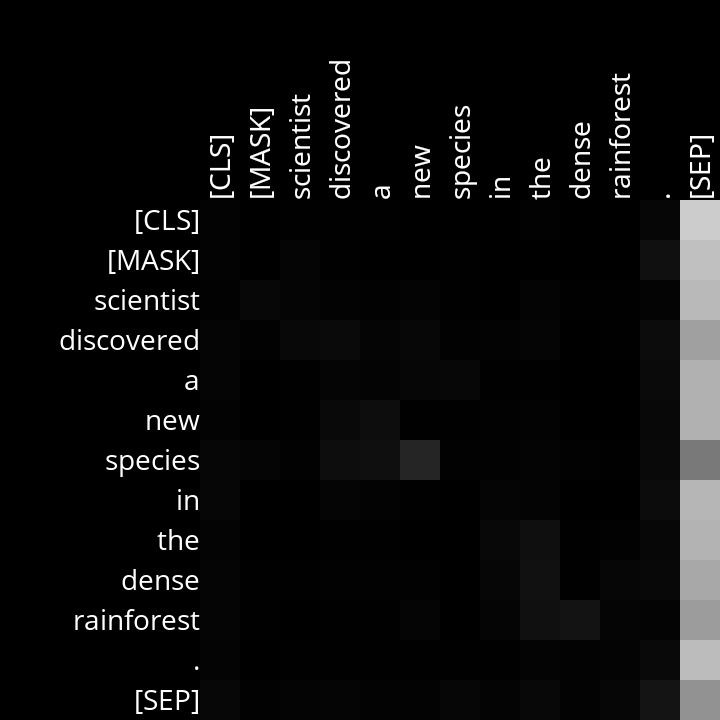 [CLS] [MASK] scientist discovered a new species in the dense rainforest . [SEP]
[CLS]
[MASK]
scientist
discovered
a
new
species
in
the
dense
rainforest
.
[SEP]